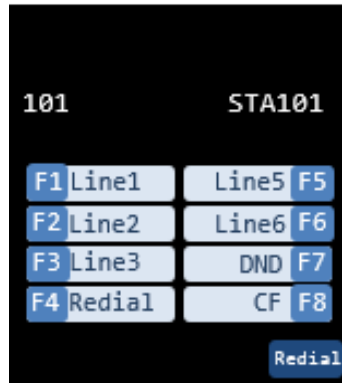 101 STA101
F1 Line1 Line5 F5
F2 Line2 Line6 F6
F3 Line3 DND F7
F4 Redial CF F8
Redial